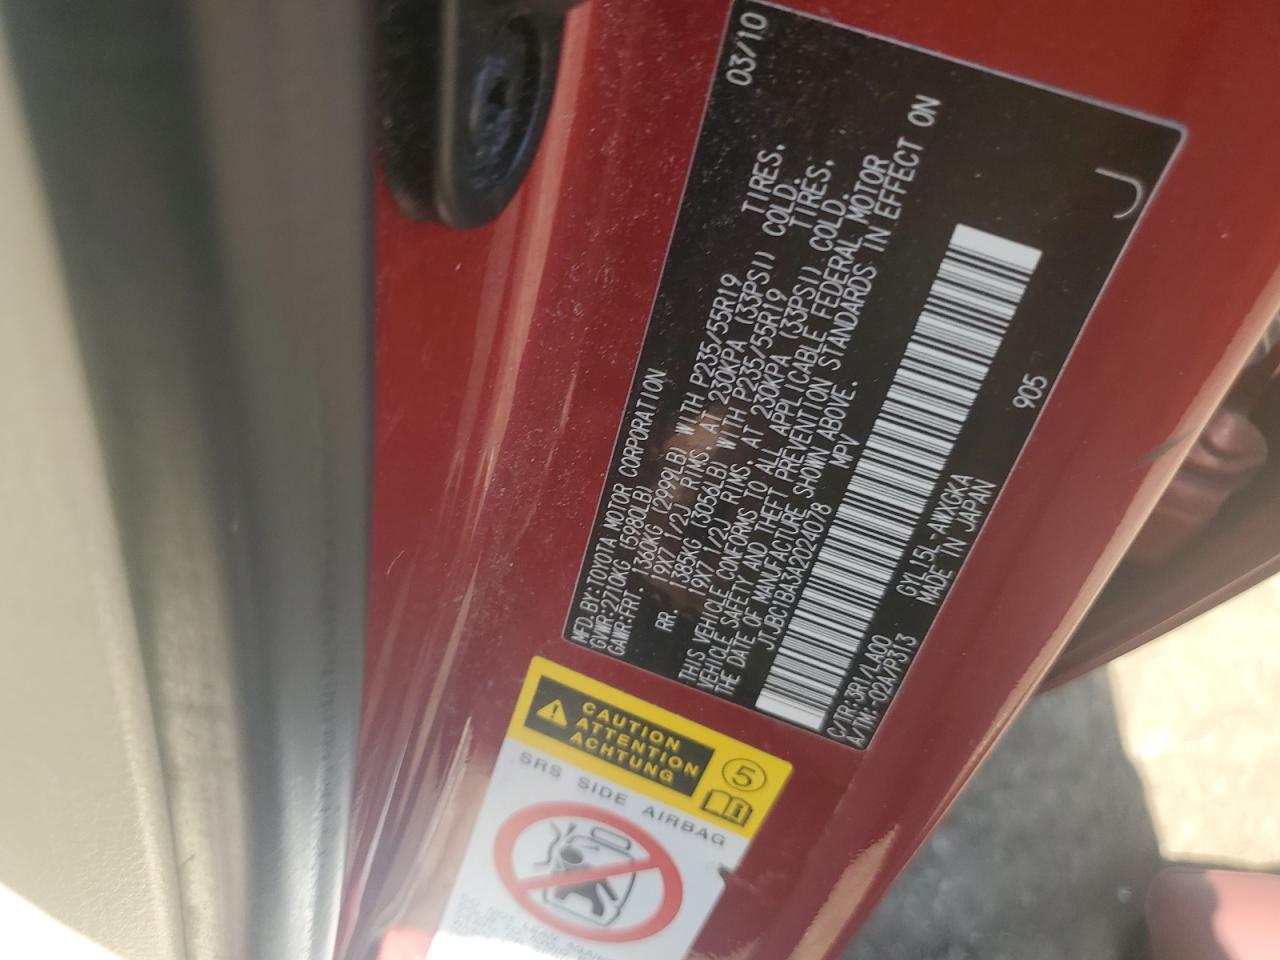 MFD.BY:TOYOTA MOTOR CORPORATION 03/10
GVWR:2710KG (5980LB)
GAWR:FRT. 1360KG (2999LB) WITH P235/55R19 TIRES.
19X7 1/2J RIMS. AT 230KPA (33PSI) COLD.
RR. 1385KG (3056LB) WITH P235/55R19 TIRES.
19X7 1/2J RIMS. AT 230KPA (33PSI) COLD.
THIS VEHICLE CONFORMS TO ALL APPLICABLE FEDERAL MOTOR
VEHICLE SAFETY AND THEFT PREVENTION STANDARDS IN EFFECT ON
THE DATE OF MANUFACTURE SHOWN ABOVE.
JTJBC1BA3A2024078 MPV
C/TR:3R1/LA00 GYL15L-AWXGKA 905 J
A/TM:-02A/P313 MADE IN JAPAN
CAUTION
ATTENTION
ACHTUNG
5
SRS SIDE AIRBAG
DO NOT LEAN AGAINST